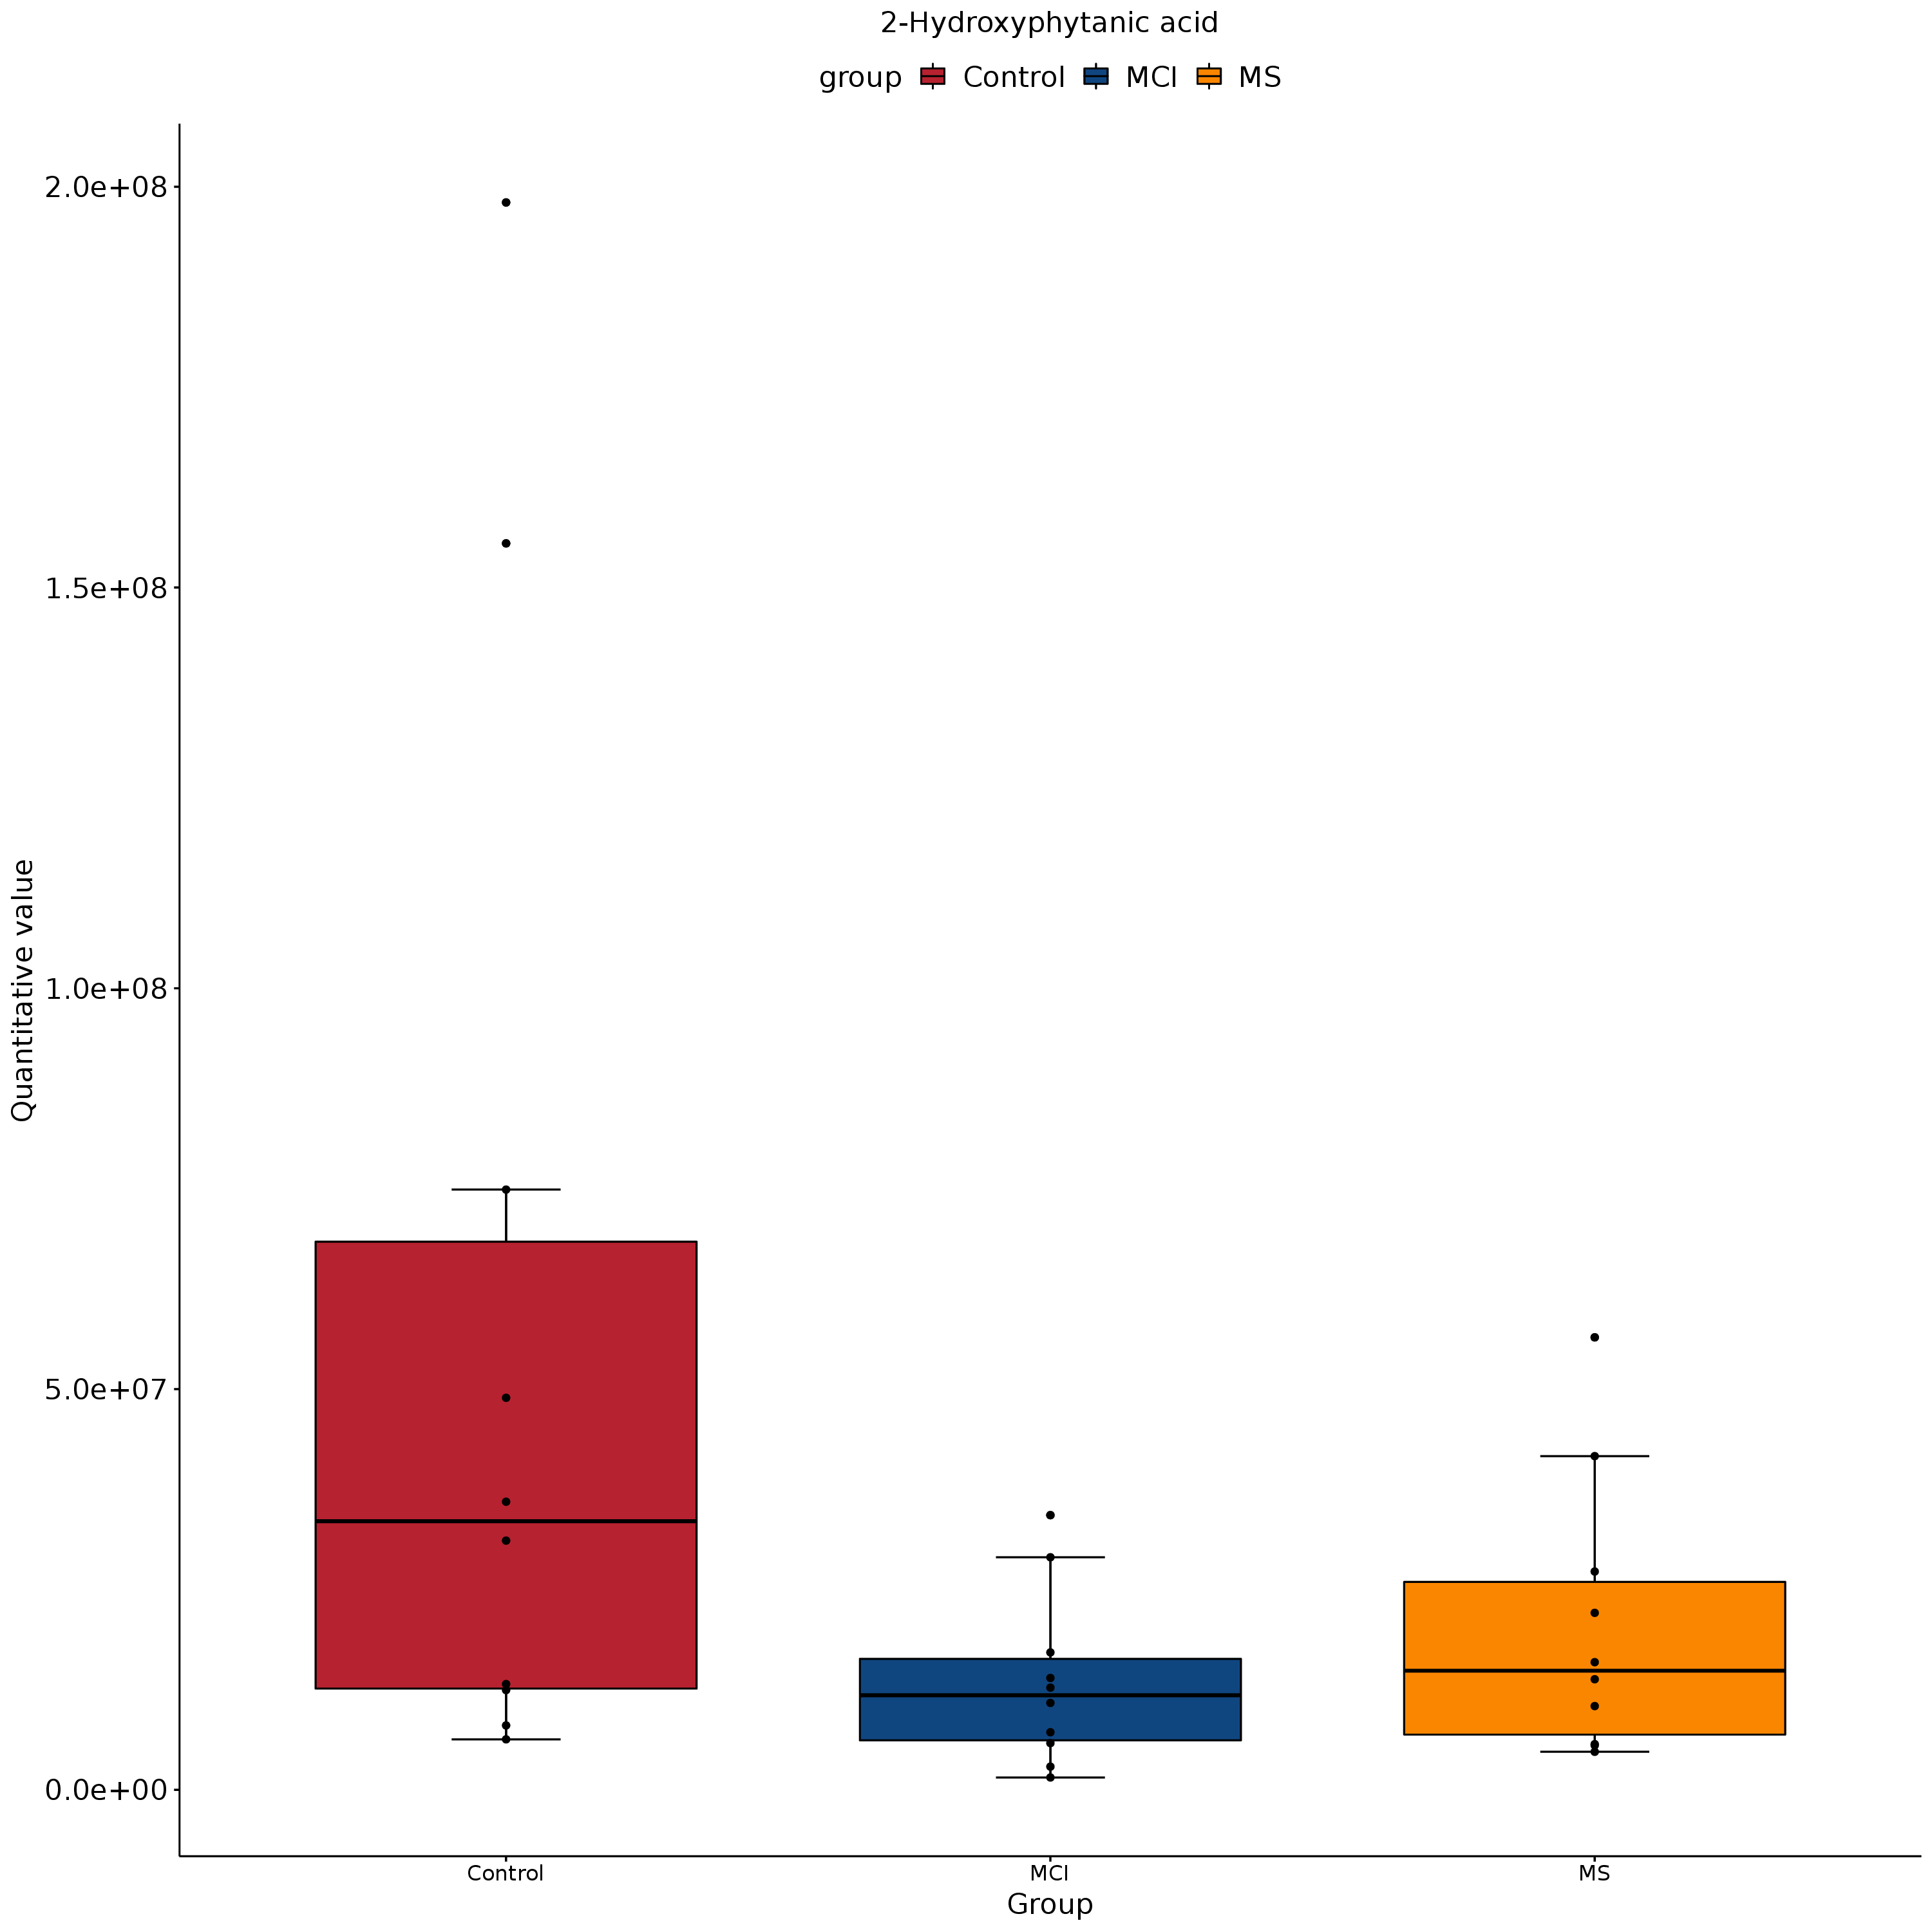 2-Hydroxyphytanic acid
group Control MCI MS
Quantitative value
2.0e+08
1.5e+08
1.0e+08
5.0e+07
0.0e+00
Control MCI MS
Group